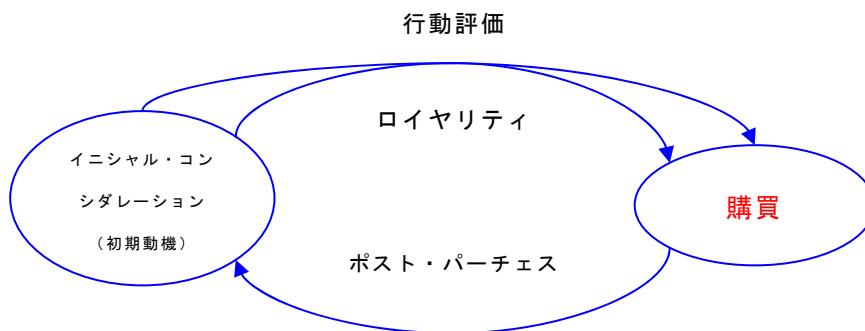 行動評価
ロイヤリティ
イニシャル・コン
シダレーション
（初期動機）
購買
ポスト・パーチェス